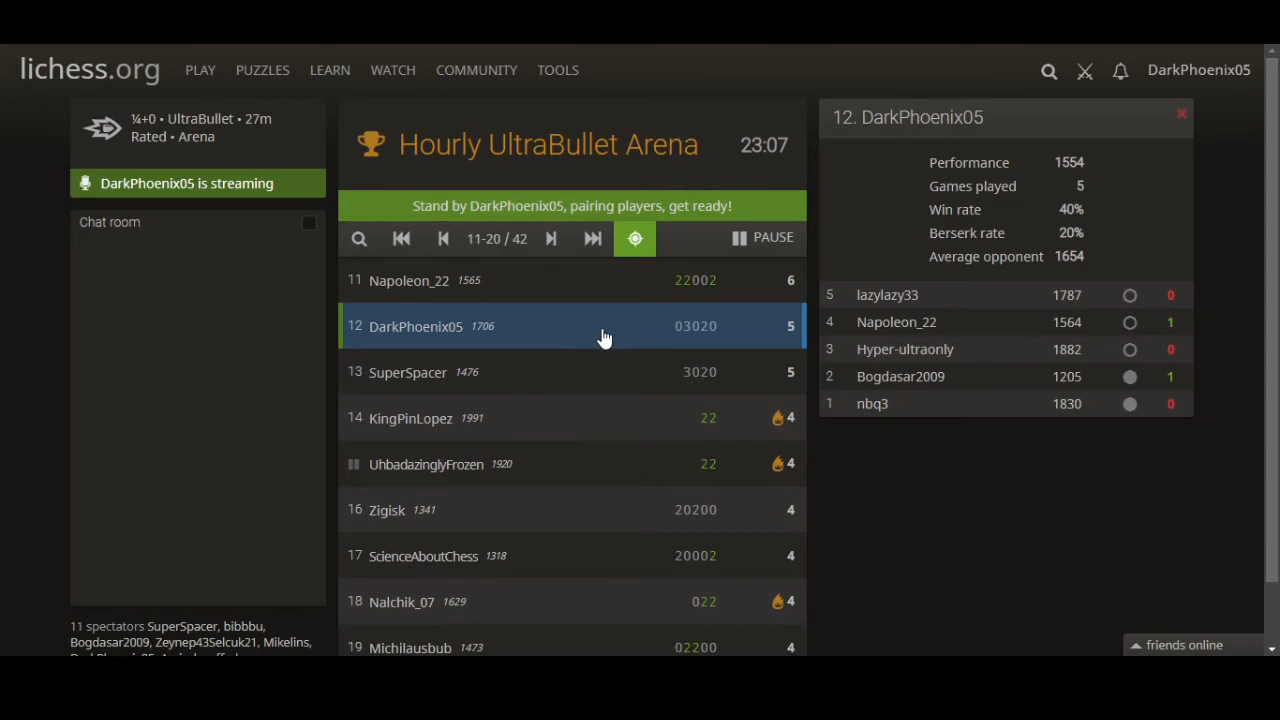 lichess.org PLAY PUZZLES LEARN WATCH COMMUNITY TOOLS DarkPhoenix05
¼+0 • UltraBullet • 27m
Rated • Arena
DarkPhoenix05 is streaming
Chat room
11 spectators SuperSpacer, bibbbu,
Bogdasar2009, Zeynep43Selcuk21, Mikelins,
Hourly UltraBullet Arena 23:07
Stand by DarkPhoenix05, pairing players, get ready!
11-20 / 42 PAUSE
11 Napoleon_22 1565 22002 6
12 DarkPhoenix05 1706 03020 5
13 SuperSpacer 1476 3020 5
14 KingPinLopez 1991 22 4
UhbadazinglyFrozen 1920 22 4
16 Zigisk 1341 20200 4
17 ScienceAboutChess 1318 20002 4
18 Nalchik_07 1629 022 4
19 Michilausbub 1473 02200 4
12. DarkPhoenix05
Performance 1554
Games played 5
Win rate 40%
Berserk rate 20%
Average opponent 1654
5 lazylazy33 1787 0
4 Napoleon_22 1564 1
3 Hyper-ultraonly 1882 0
2 Bogdasar2009 1205 1
1 nbq3 1830 0
friends online